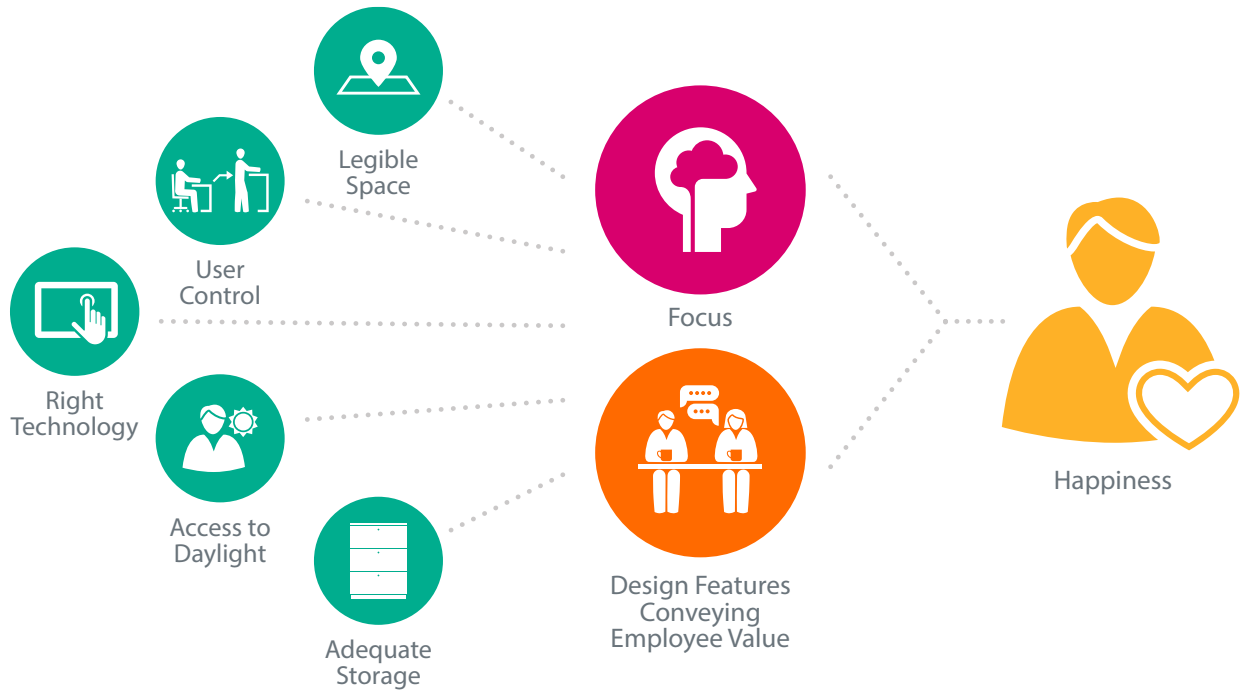 Legible
Space
User
Control
Right
Technology
Access to
Daylight
Adequate
Storage
Focus
Design Features
Conveying
Employee Value
Happiness